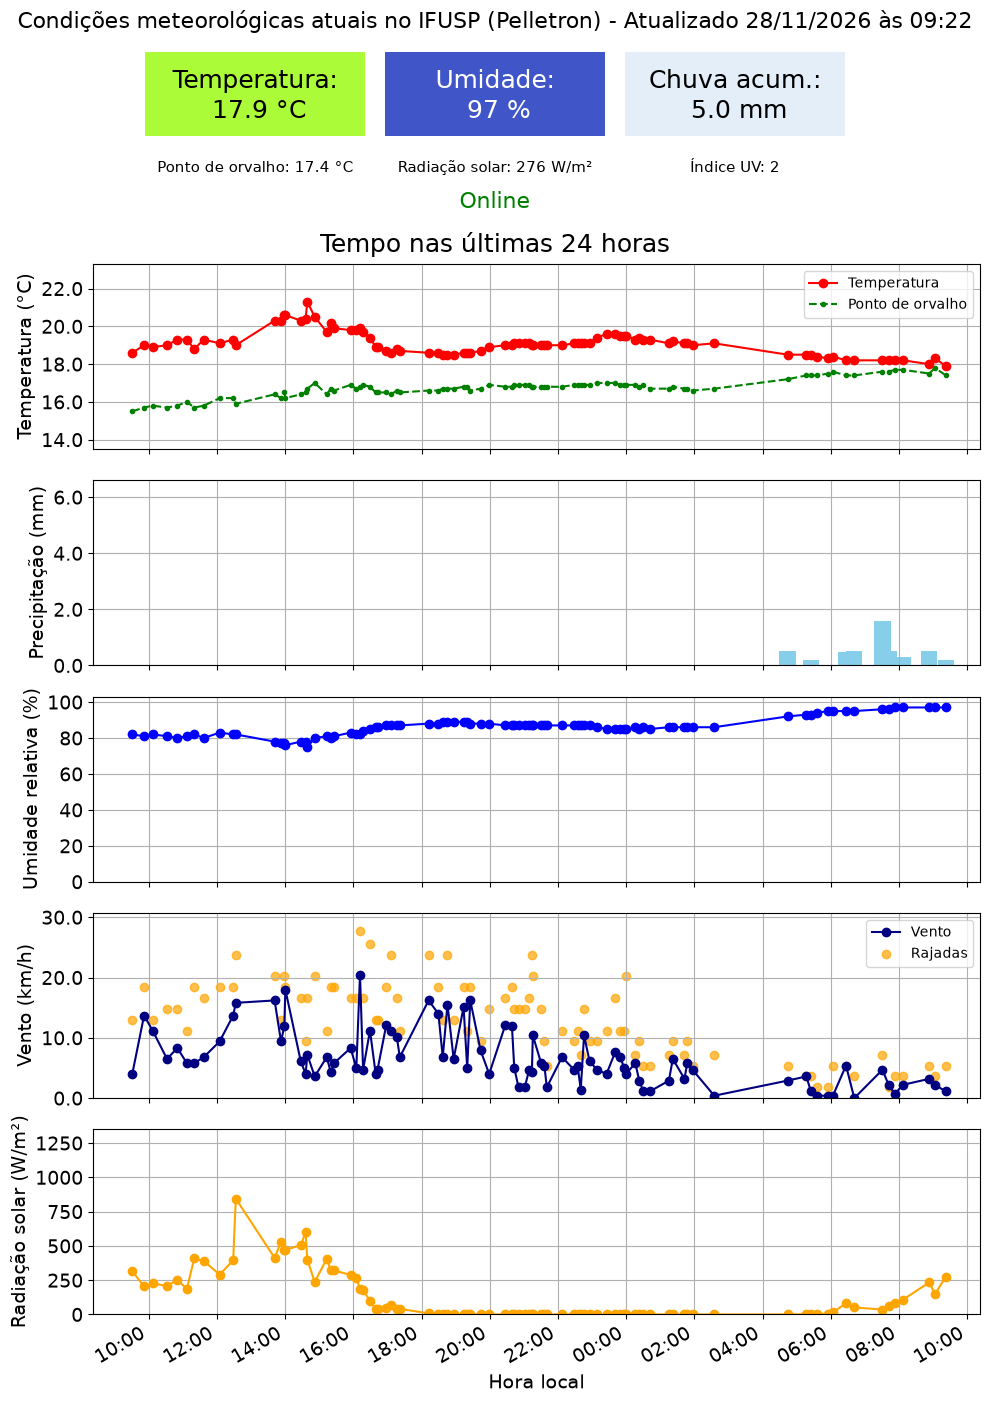 Condições meteorológicas atuais no IFUSP (Pelletron) - Atualizado 28/11/2026 às 09:22
Temperatura:
17.9 °C
Umidade:
97 %
Chuva acum.:
5.0 mm
Ponto de orvalho: 17.4 °C
Radiação solar: 276 W/m²
Índice UV: 2
Online
Tempo nas últimas 24 horas
Temperatura (°C)
22.0
20.0
18.0
16.0
14.0
Temperatura
Ponto de orvalho
Precipitação (mm)
6.0
4.0
2.0
0.0
Umidade relativa (%)
100
80
60
40
20
0
Vento (km/h)
30.0
20.0
10.0
0.0
Vento
Rajadas
Radiação solar (W/m²)
1250
1000
750
500
250
0
10:00
12:00
14:00
16:00
18:00
20:00
22:00
00:00
02:00
04:00
06:00
08:00
10:00
Hora local